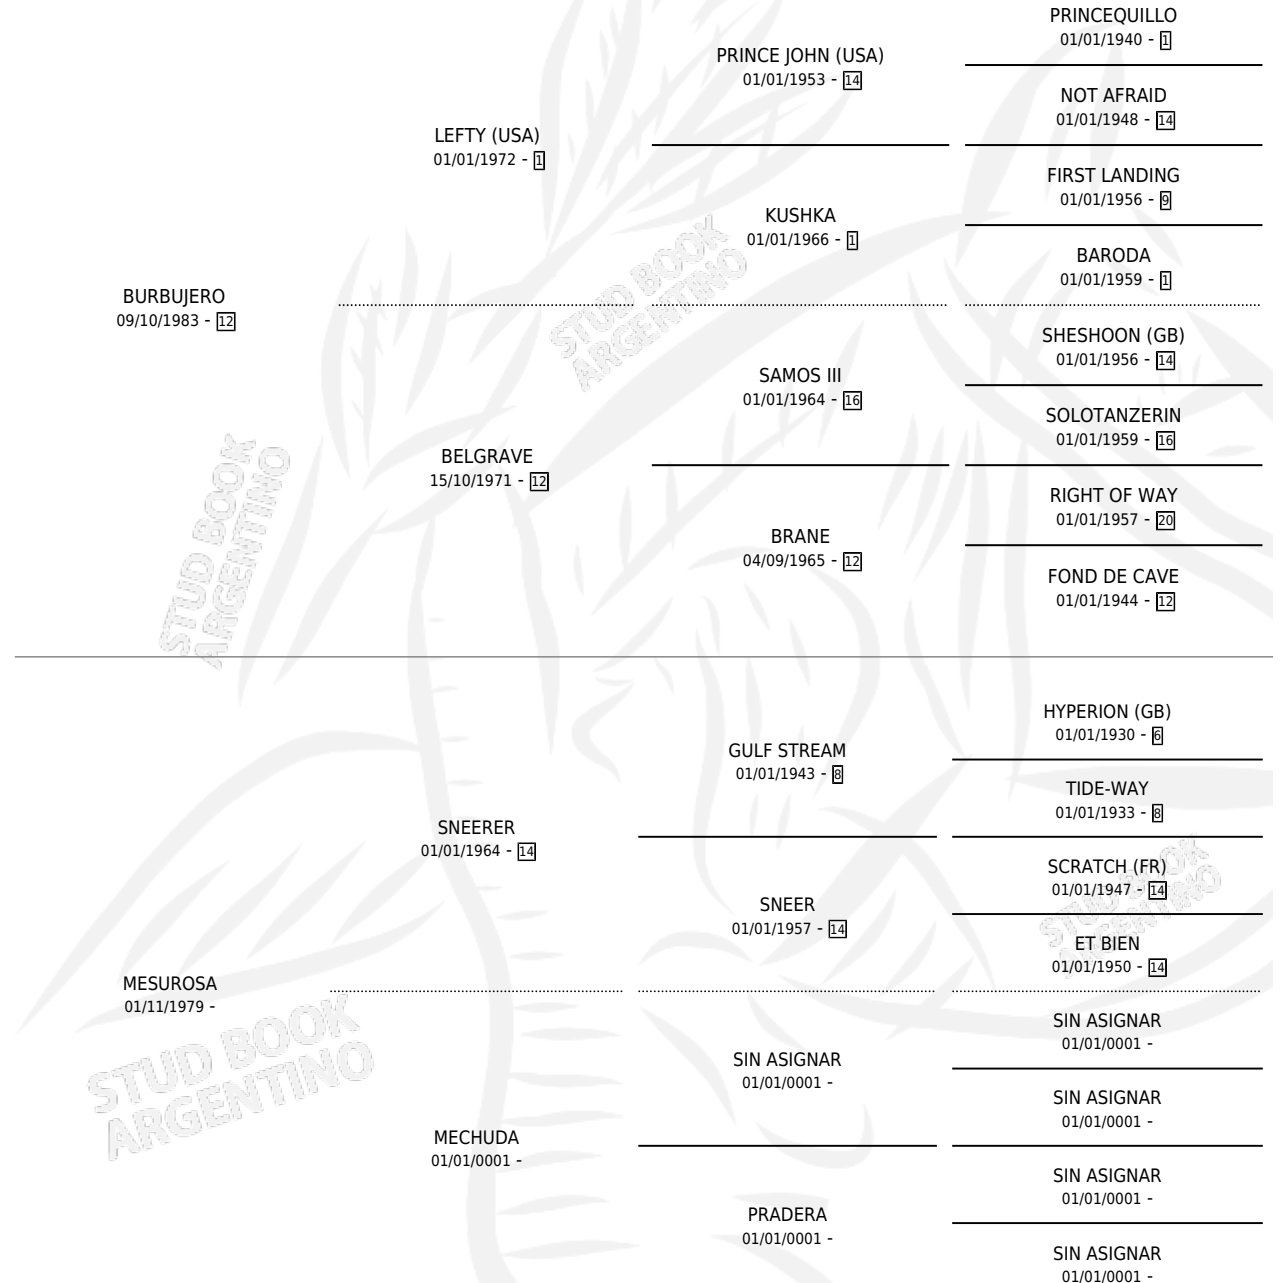 PRINCEQUILLO
01/01/1940 - 1
PRINCE JOHN (USA)
01/01/1953 - 14
NOT AFRAID
01/01/1948 - 14
LEFTY (USA)
01/01/1972 - 1
FIRST LANDING
01/01/1956 - 9
KUSHKA
01/01/1966 - 1
BARODA
01/01/1959 - 1
BURBUJERO
09/10/1983 - 12
STUD BOOK
ARGENTINO
SHESHOON (GB)
01/01/1956 - 14
SAMOS III
01/01/1964 - 16
SOLOTANZERIN
01/01/1959 - 16
BELGRAVE
15/10/1971 - 12
RIGHT OF WAY
01/01/1957 - 20
BRANE
04/09/1965 - 12
FOND DE CAVE
01/01/1944 - 12
STUD BOOK
ARGENTINO
HYPERION (GB)
01/01/1930 - 6
GULF STREAM
01/01/1943 - 8
TIDE-WAY
01/01/1933 - 8
SNEERER
01/01/1964 - 14
SCRATCH (FR)
01/01/1947 - 14
SNEER
01/01/1957 - 14
ET BIEN
01/01/1950 - 14
STUD BOOK
ARGENTINO
MESUROSA
01/11/1979 -
SIN ASIGNAR
01/01/0001 -
SIN ASIGNAR
01/01/0001 -
SIN ASIGNAR
01/01/0001 -
STUD BOOK
ARGENTINO
MECHUDA
01/01/0001 -
SIN ASIGNAR
01/01/0001 -
PRADERA
01/01/0001 -
SIN ASIGNAR
01/01/0001 -